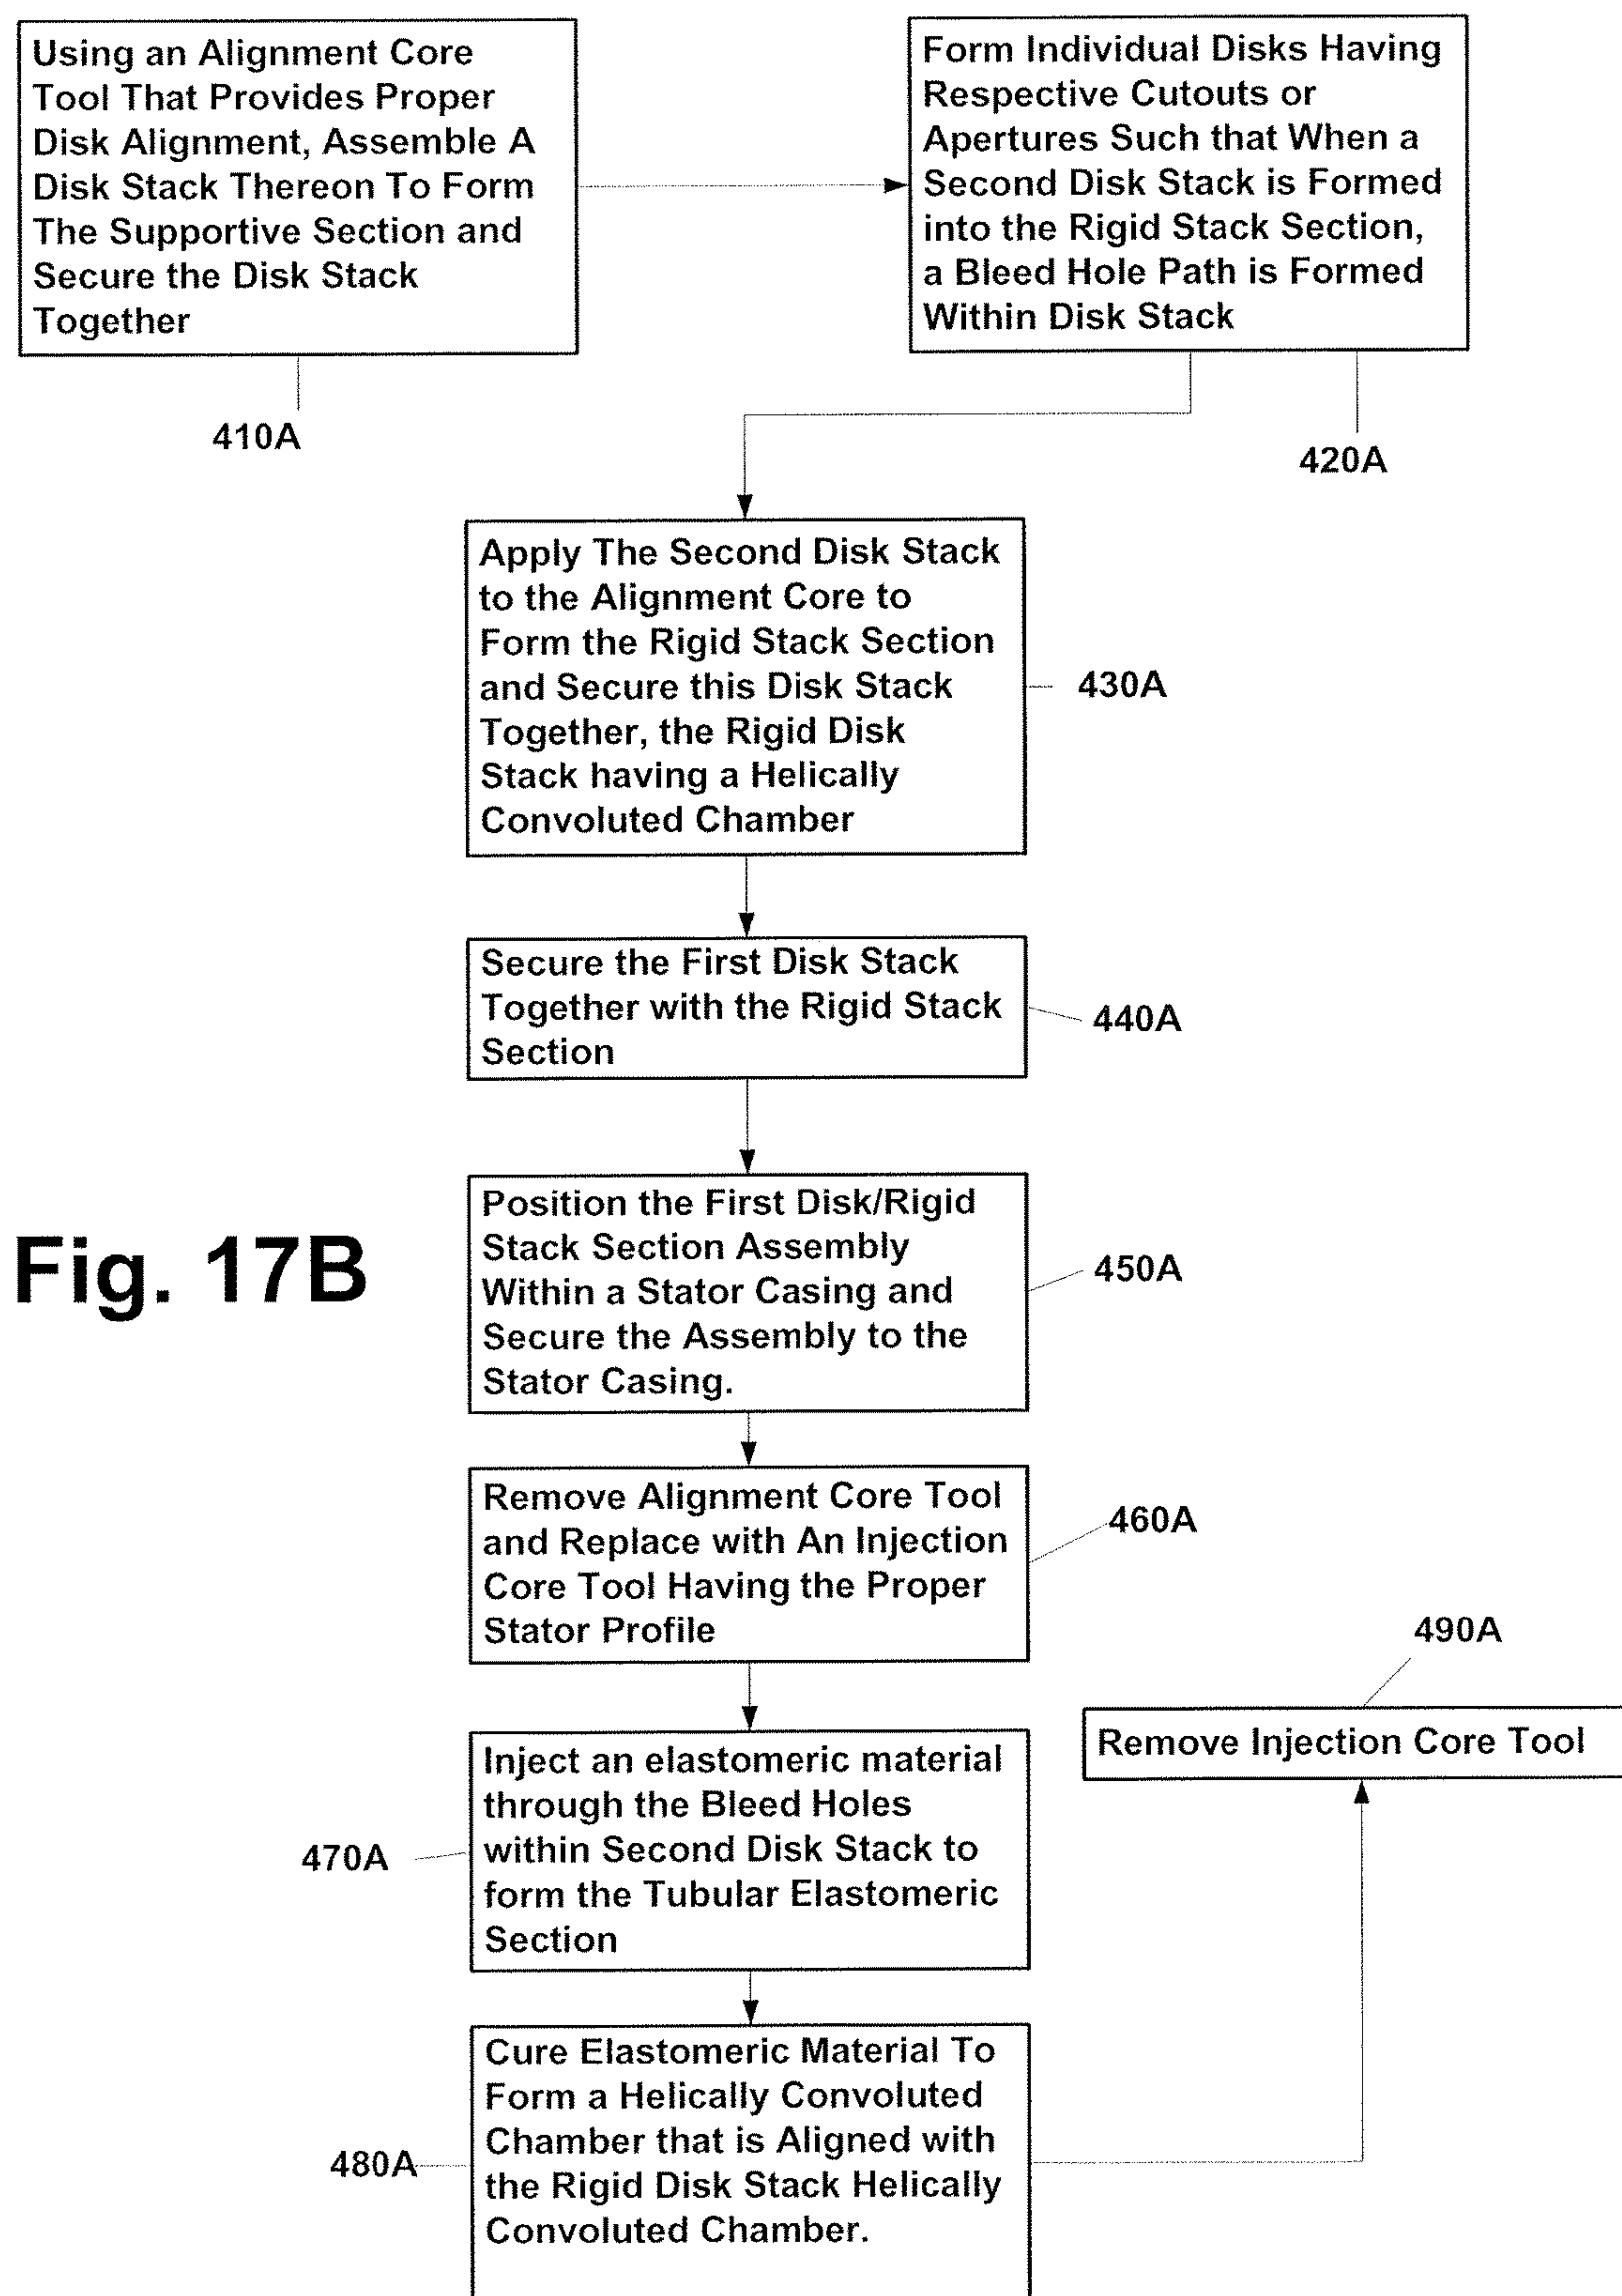 Using an Alignment Core
Tool That Provides Proper
Disk Alignment, Assemble A
Disk Stack Thereon To Form
The Supportive Section and
Secure the Disk Stack
Together
410A
Form Individual Disks Having
Respective Cutouts or
Apertures Such that When a
Second Disk Stack is Formed
into the Rigid Stack Section,
a Bleed Hole Path is Formed
Within Disk Stack
420A
Apply The Second Disk Stack
to the Alignment Core to
Form the Rigid Stack Section
and Secure this Disk Stack
Together, the Rigid Disk
Stack having a Helically
Convoluted Chamber
430A
Secure the First Disk Stack
Together with the Rigid Stack
Section
440A
Fig. 17B
Position the First Disk/Rigid
Stack Section Assembly
Within a Stator Casing and
Secure the Assembly to the
Stator Casing.
450A
Remove Alignment Core Tool
and Replace with An Injection
Core Tool Having the Proper
Stator Profile
460A
Inject an elastomeric material
through the Bleed Holes
within Second Disk Stack to
form the Tubular Elastomeric
Section
470A
Cure Elastomeric Material To
Form a Helically Convoluted
Chamber that is Aligned with
the Rigid Disk Stack Helically
Convoluted Chamber.
480A
490A
Remove Injection Core Tool